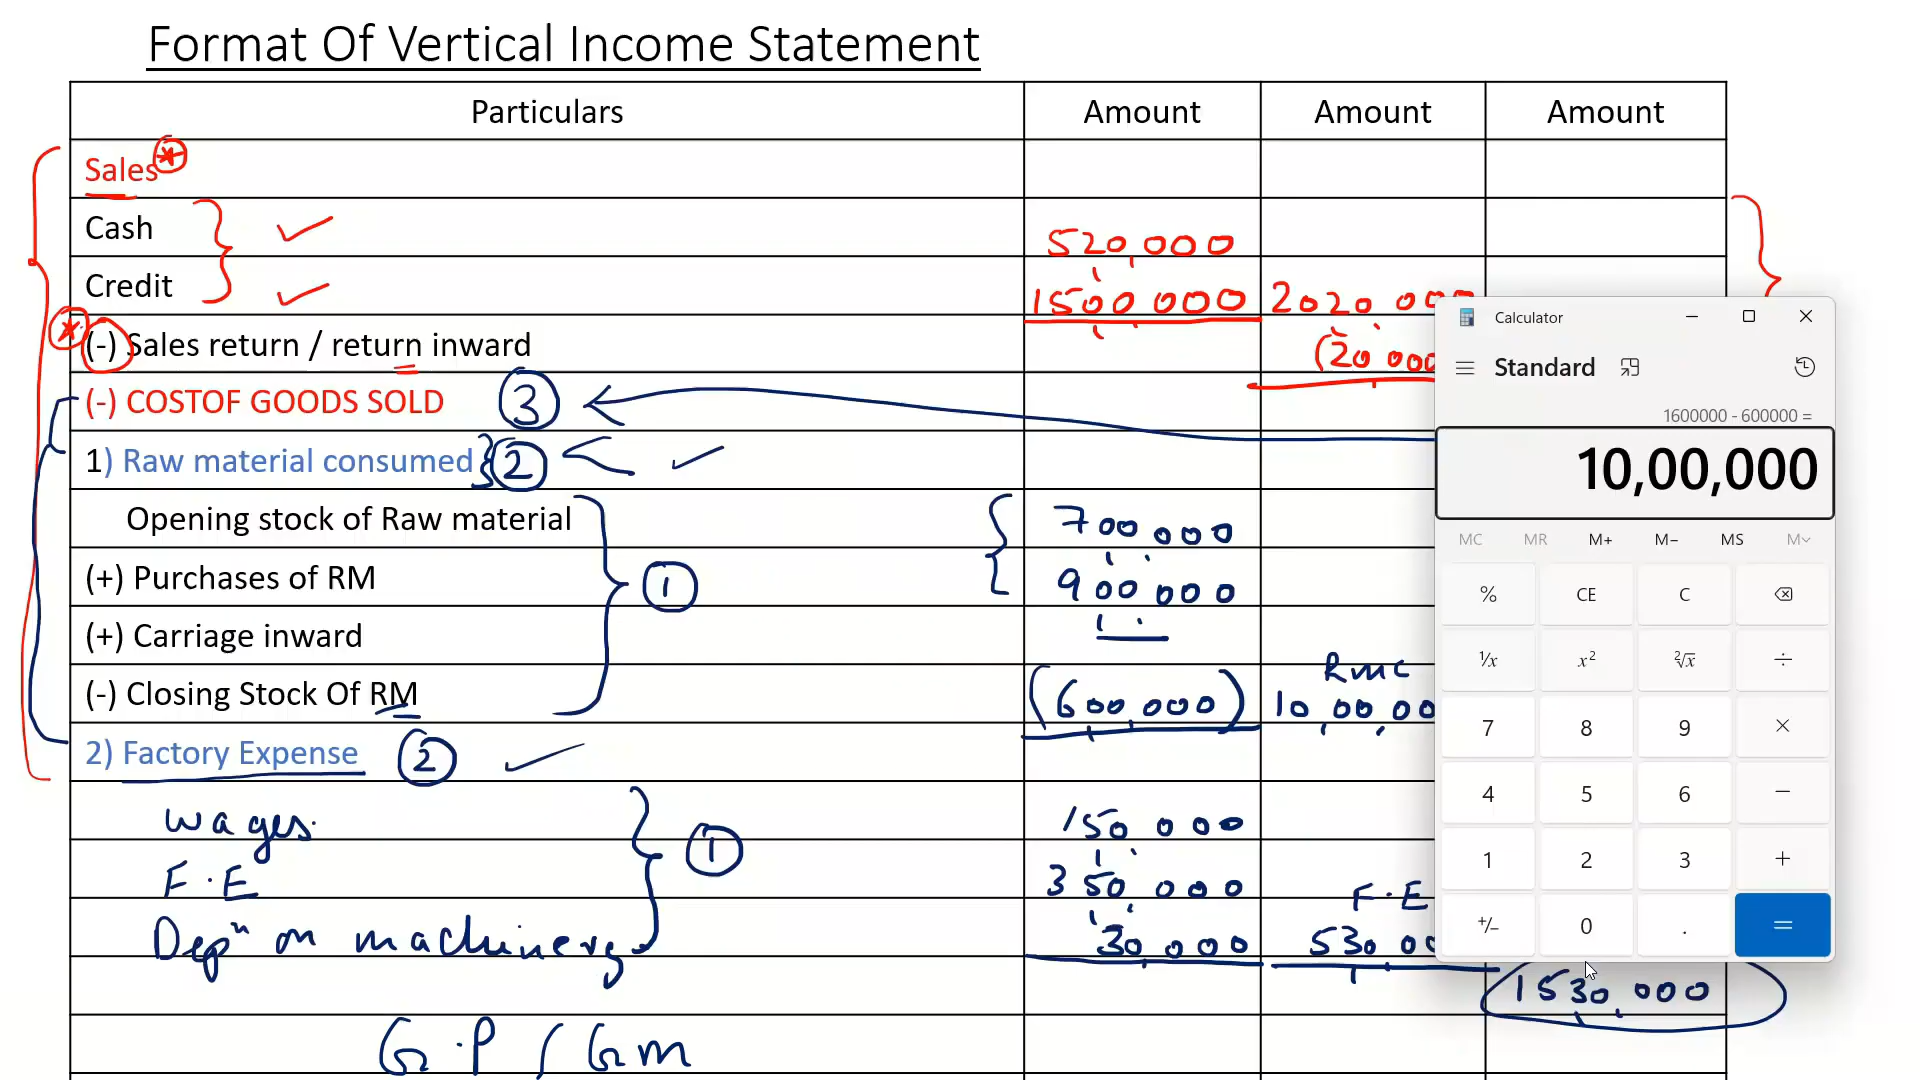 Format Of Vertical Income Statement
Particulars Amount Amount Amount
Sales *
Cash 520,000
Credit 1500 000 2020 000
* (-) Sales return / return inward (20 000
(-) COSTOF GOODS SOLD 3
1) Raw material consumed 2
Opening stock of Raw material 700 000
(+) Purchases of RM 1 900 000
(+) Carriage inward
RMC
(-) Closing Stock Of RM (600,000) 10,00,00
2) Factory Expense 2
Wages 150 000
1
F.E 350 000 F.E
Depn on machinery 30 000 530 00
1530,000
G.P / Gm
Calculator
Standard
1600000 - 600000 =
10,00,000
MC MR M+ M− MS M
% CE C
1/x x² ²√x ÷
7 8 9 ×
4 5 6 −
1 2 3 +
+/− 0 . =